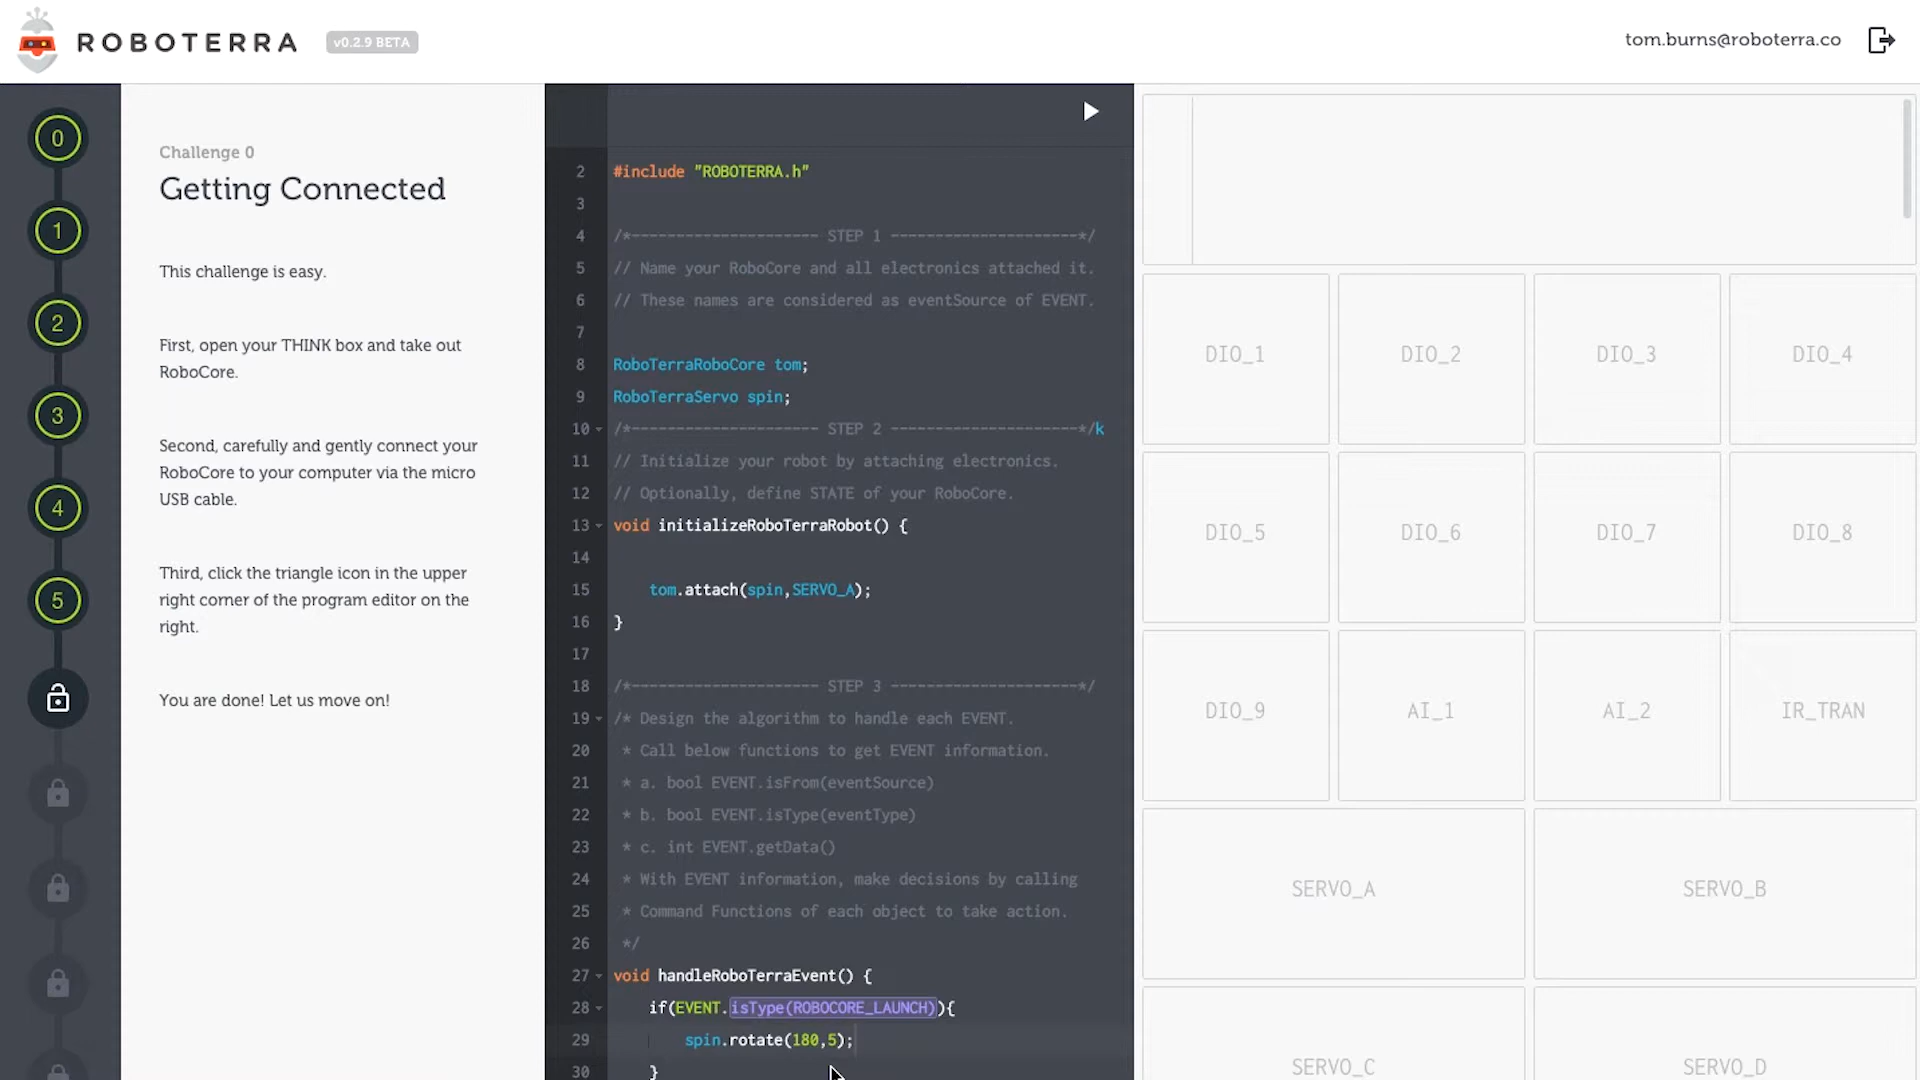 ROBOTERRA
v0.2.9 BETA
tom.burns@roboterra.co
0
1
2
3
4
5
Challenge 0
Getting Connected
This challenge is easy.
First, open your THINK box and take out
RoboCore.
Second, carefully and gently connect your
RoboCore to your computer via the micro
USB cable.
Third, click the triangle icon in the upper
right corner of the program editor on the
right.
You are done! Let us move on!
2 #include "ROBOTERRA.h"
3
4 /*--------------------- STEP 1 ---------------------*/
5 // Name your RoboCore and all electronics attached it.
6 // These names are considered as eventSource of EVENT.
7
8 RoboTerraRoboCore tom;
9 RoboTerraServo spin;
10 /*--------------------- STEP 2 ---------------------*/k
11 // Initialize your robot by attaching electronics.
12 // Optionally, define STATE of your RoboCore.
13 void initializeRoboTerraRobot() {
14
15 tom.attach(spin,SERVO_A);
16 }
17
18 /*--------------------- STEP 3 ---------------------*/
19 /* Design the algorithm to handle each EVENT.
20 * Call below functions to get EVENT information.
21 * a. bool EVENT.isFrom(eventSource)
22 * b. bool EVENT.isType(eventType)
23 * c. int EVENT.getData()
24 * With EVENT information, make decisions by calling
25 * Command Functions of each object to take action.
26 */
27 void handleRoboTerraEvent() {
28 if(EVENT.isType(ROBOCORE_LAUNCH)){
29 spin.rotate(180,5);
30 }
DIO_1 DIO_2 DIO_3 DIO_4
DIO_5 DIO_6 DIO_7 DIO_8
DIO_9 AI_1 AI_2 IR_TRAN
SERVO_A SERVO_B
SERVO_C SERVO_D